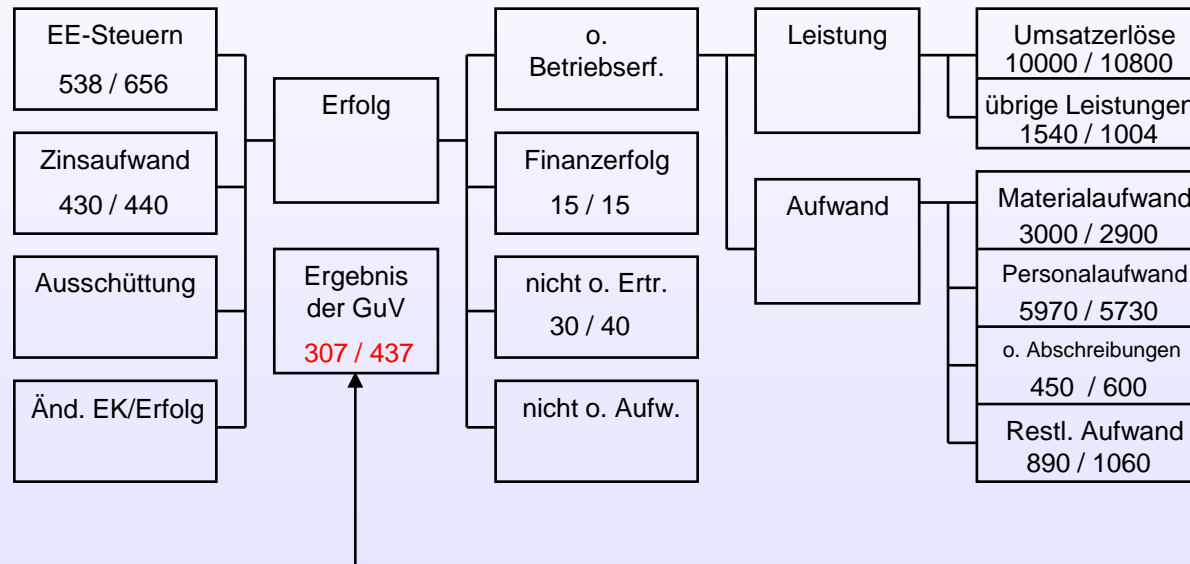 EE-Steuern
538 / 656
Zinsaufwand
430 / 440
Ausschüttung
Änd. EK/Erfolg
Erfolg
Ergebnis
der GuV
307 / 437
o.
Betriebserf.
Finanzerfolg
15 / 15
nicht o. Ertr.
30 / 40
nicht o. Aufw.
Leistung
Aufwand
Umsatzerlöse
10000 / 10800
übrige Leistungen
1540 / 1004
Materialaufwand
3000 / 2900
Personalaufwand
5970 / 5730
o. Abschreibungen
450 / 600
Restl. Aufwand
890 / 1060